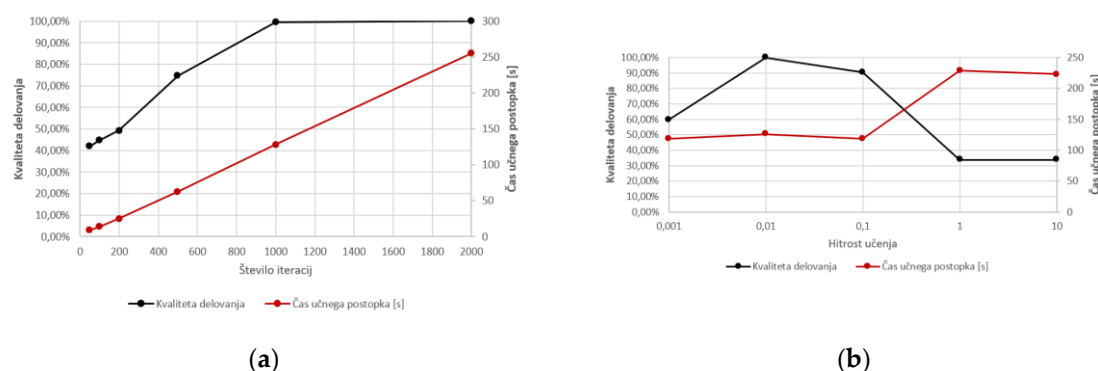 100,00%
90,00%
80,00%
70,00%
60,00%
50,00%
40,00%
30,00%
20,00%
10,00%
0,00%
Kvaliteta delovanja
300
250
200
150
100
50
0
Čas učnega postopka [s]
0 200 400 600 800 1000 1200 1400 1600 1800 2000
Število iteracij
Kvaliteta delovanja Čas učnega postopka [s]
(a)
100,00%
90,00%
80,00%
70,00%
60,00%
50,00%
40,00%
30,00%
20,00%
10,00%
0,00%
Kvaliteta delovanja
250
200
150
100
50
0
Čas učnega postopka [s]
0,001 0,01 0,1 1 10
Hitrost učenja
Kvaliteta delovanja Čas učnega postopka [s]
(b)